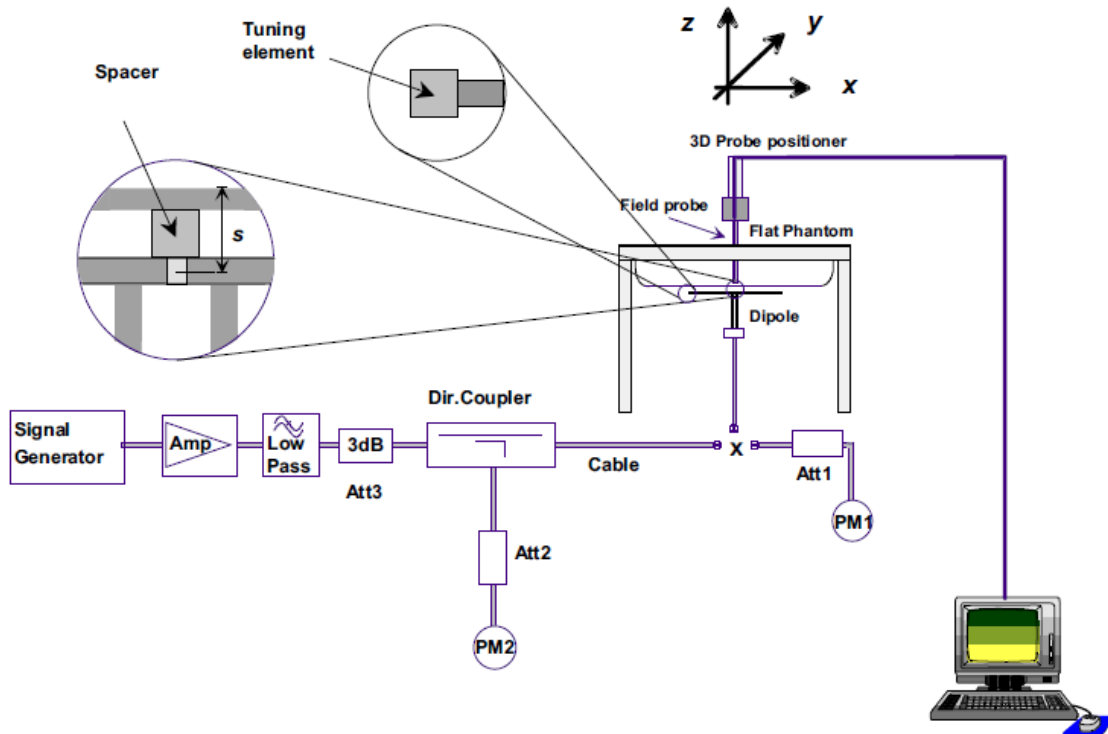 Tuning
element
Spacer
z
y
x
3D Probe positioner
s
Field probe
Flat Phantom
Dipole
Dir.Coupler
Signal
Generator
Amp
Low
Pass
3dB
Att3
Cable
X
Att1
PM1
Att2
PM2